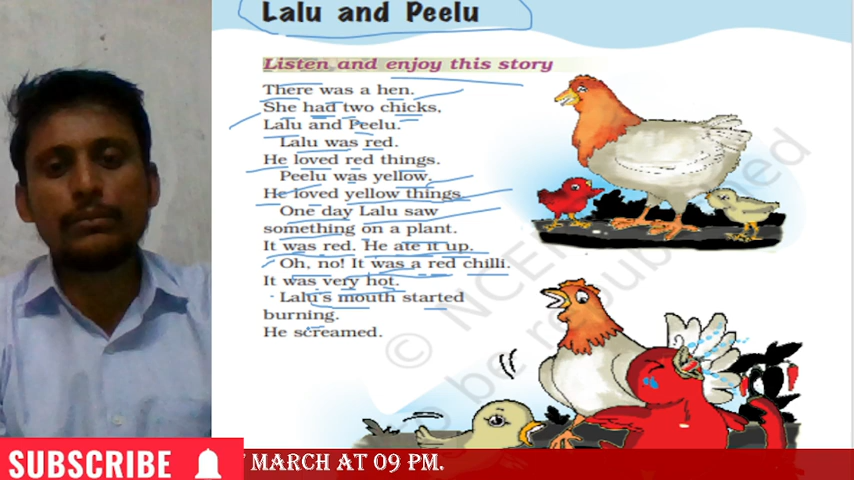 Lalu and Peelu
Listen and enjoy this story
There was a hen.
She had two chicks,
Lalu and Peelu.
Lalu was red.
He loved red things.
Peelu was yellow.
He loved yellow things
One day Lalu saw
something on a plant.
It was red. He ate it up.
Oh, no! It was a red chilli.
It was very hot.
Lalu's mouth started
burning.
He screamed.
SUBSCRIBE
MARCH AT 09 PM.